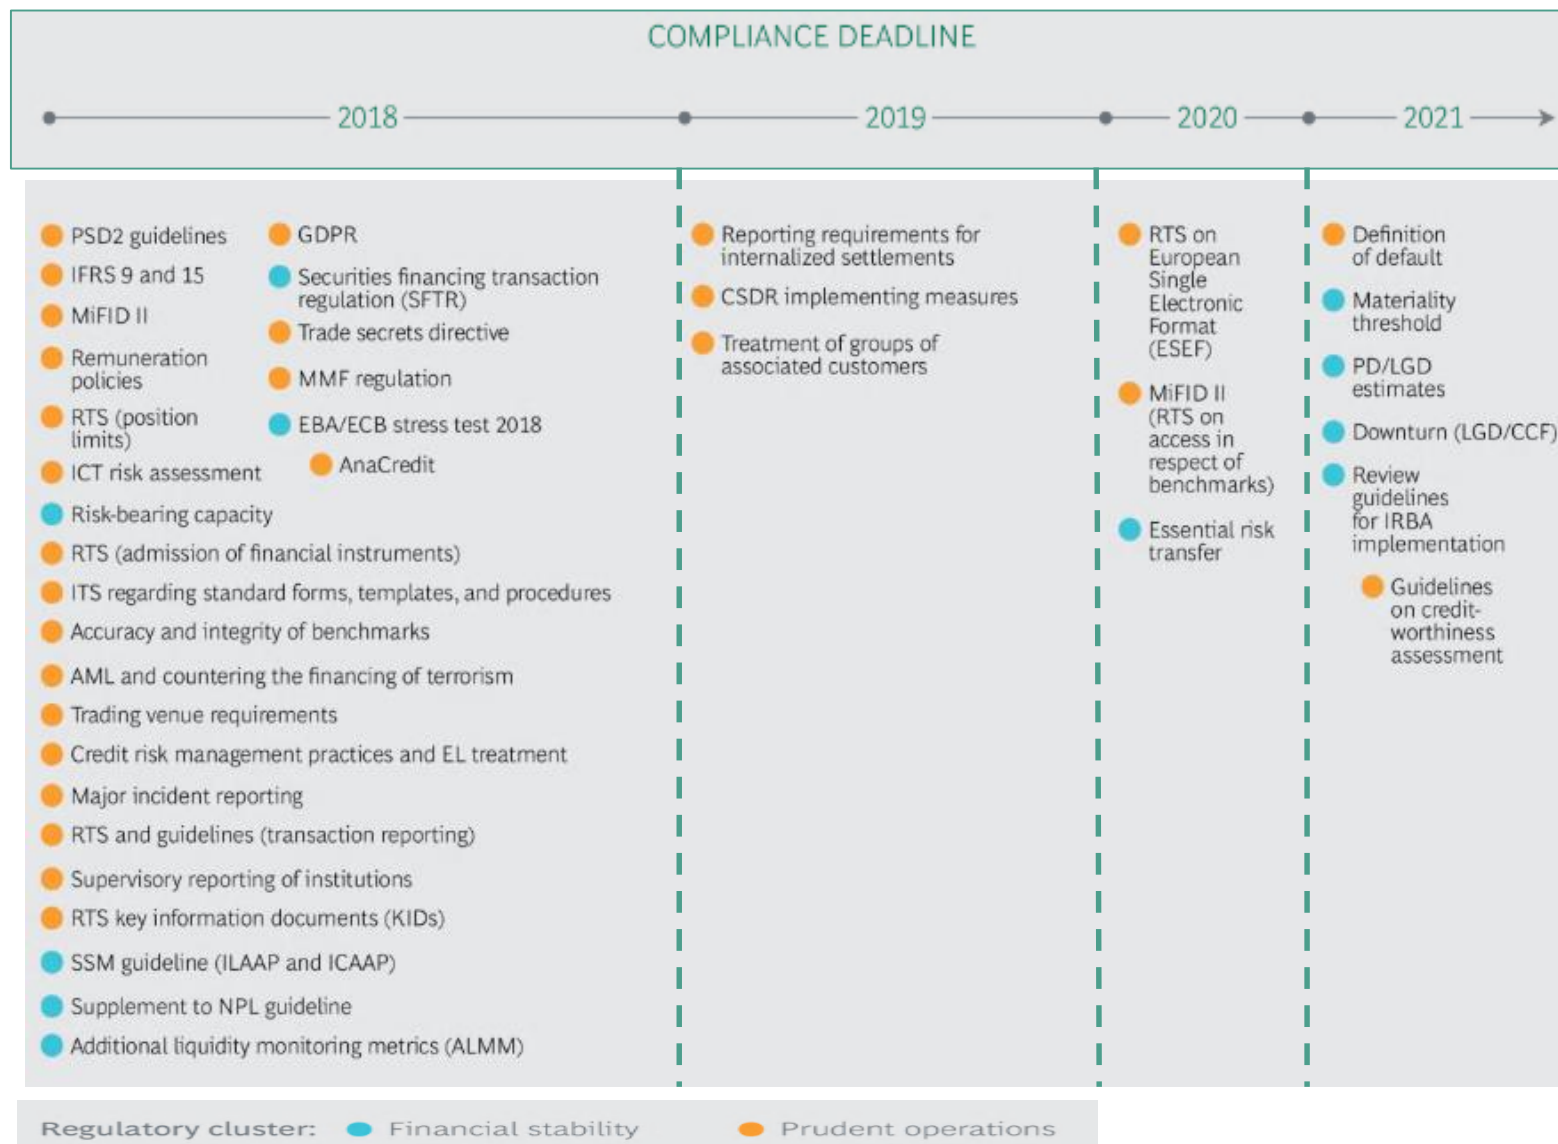 COMPLIANCE DEADLINE
2018
2019
2020
2021
PSD2 guidelines
IFRS 9 and 15
MiFID II
Remuneration
policies
RTS (position
limits)
ICT risk assessment
Risk-bearing capacity
RTS (admission of financial instruments)
ITS regarding standard forms, templates, and procedures
Accuracy and integrity of benchmarks
AML and countering the financing of terrorism
Trading venue requirements
Credit risk management practices and EL treatment
Major incident reporting
RTS and guidelines (transaction reporting)
Supervisory reporting of institutions
RTS key information documents (KIDs)
SSM guideline (ILAAP and ICAAP)
Supplement to NPL guideline
Additional liquidity monitoring metrics (ALMM)
GDPR
Securities financing transaction
regulation (SFTR)
Trade secrets directive
MMF regulation
EBA/ECB stress test 2018
AnaCredit
Reporting requirements for
internalized settlements
CSDR implementing measures
Treatment of groups of
associated customers
RTS on
European
Single
Electronic
Format
(ESEF)
MiFID II
(RTS on
access in
respect of
benchmarks)
Essential risk
transfer
Definition
of default
Materiality
threshold
PD/LGD
estimates
Downturn (LGD/CCF)
Review
guidelines
for IRBA
implementation
Guidelines
on credit-
worthiness
assessment
Regulatory cluster: Financial stability Prudent operations